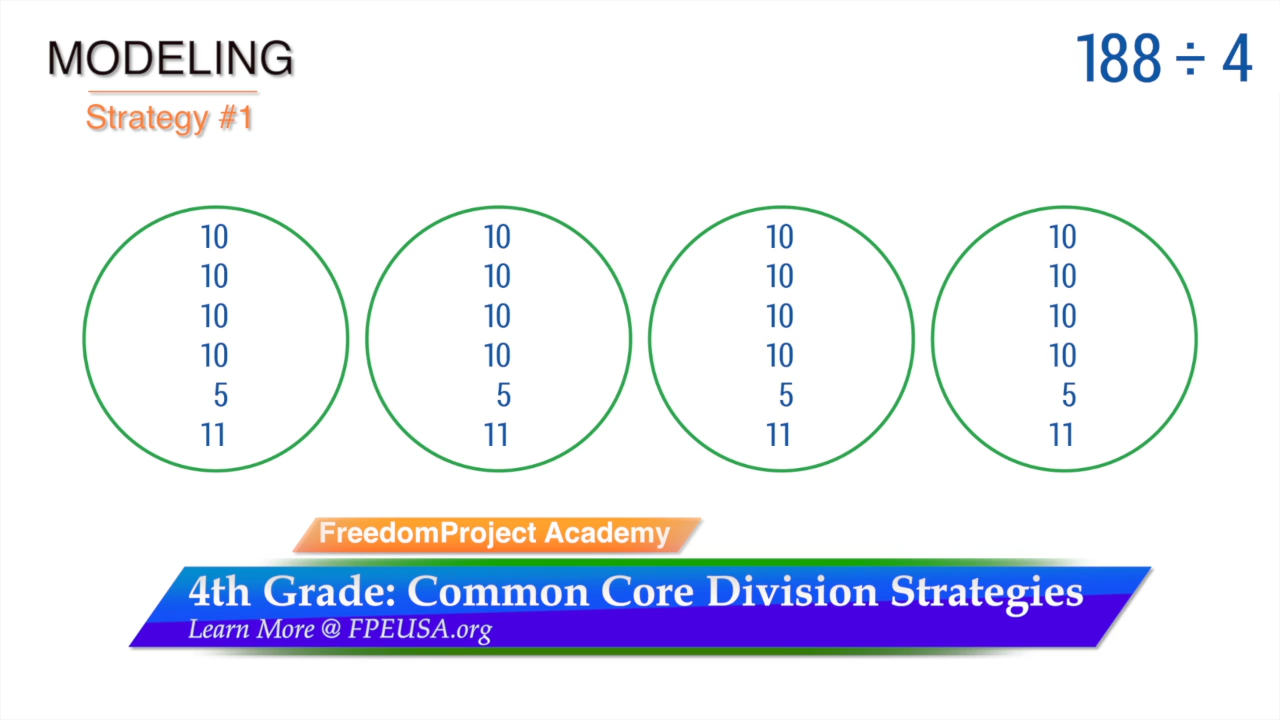 MODELING
Strategy #1
188 ÷ 4
10 10 10 10
10 10 10 10
10 10 10 10
10 10 10 10
5 5 5 5
11 11 11 11
FreedomProject Academy
4th Grade: Common Core Division Strategies
Learn More @ FPEUSA.org